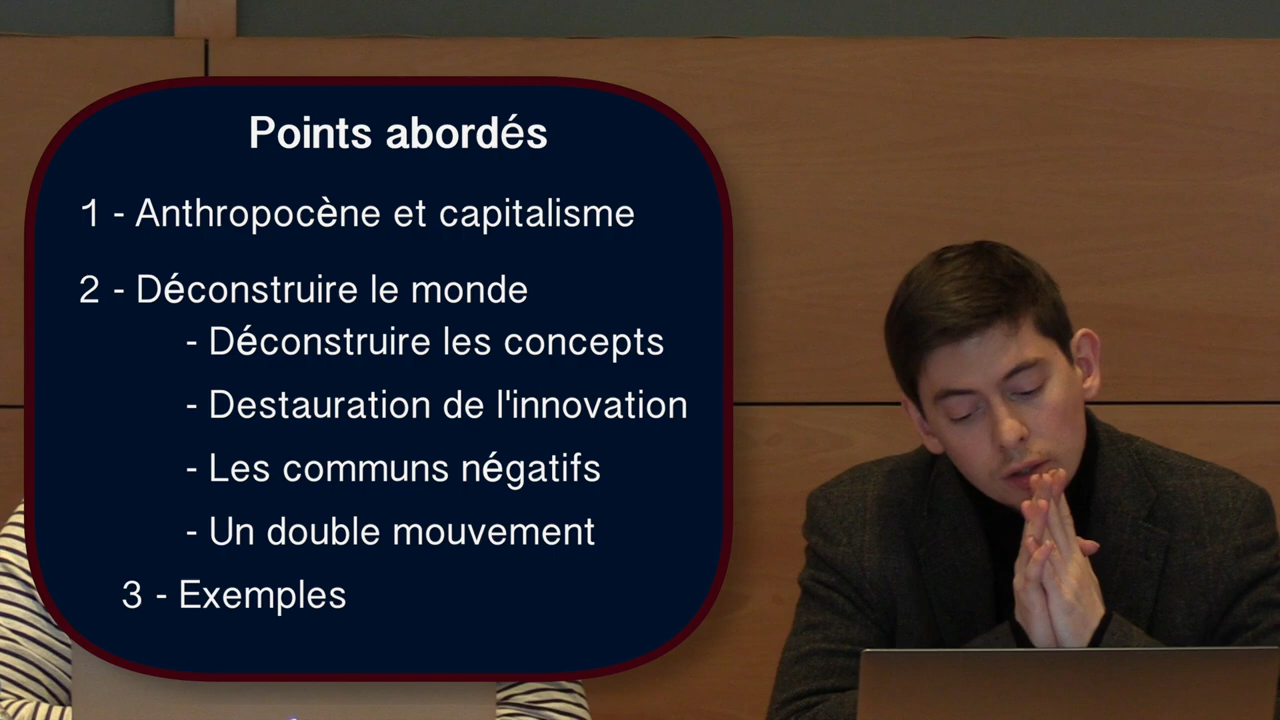 Points abordés
1 - Anthropocène et capitalisme
2 - Déconstruire le monde
- Déconstruire les concepts
- Destauration de l'innovation
- Les communs négatifs
- Un double mouvement
3 - Exemples